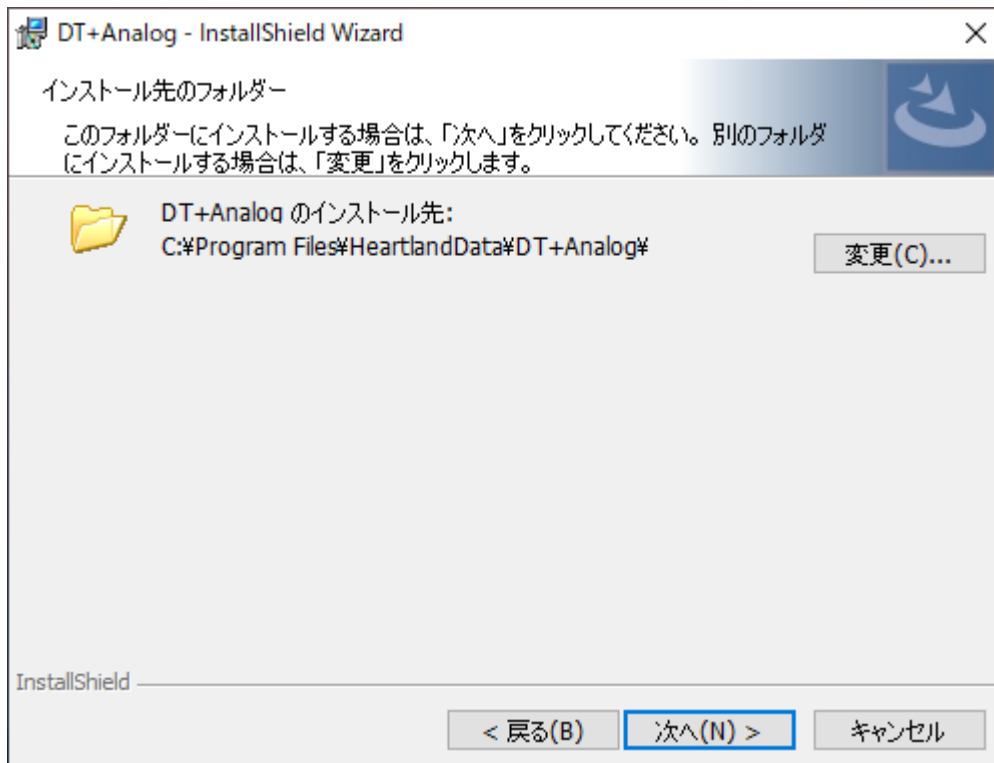 DT+Analog - InstallShield Wizard
インストール先のフォルダー
このフォルダーにインストールする場合は、「次へ」をクリックしてください。別のフォルダ
にインストールする場合は、「変更」をクリックします。
DT+Analog のインストール先:
C:¥Program Files¥HeartlandData¥DT+Analog¥
変更(C)...
InstallShield
< 戻る(B)
次へ(N) >
キャンセル